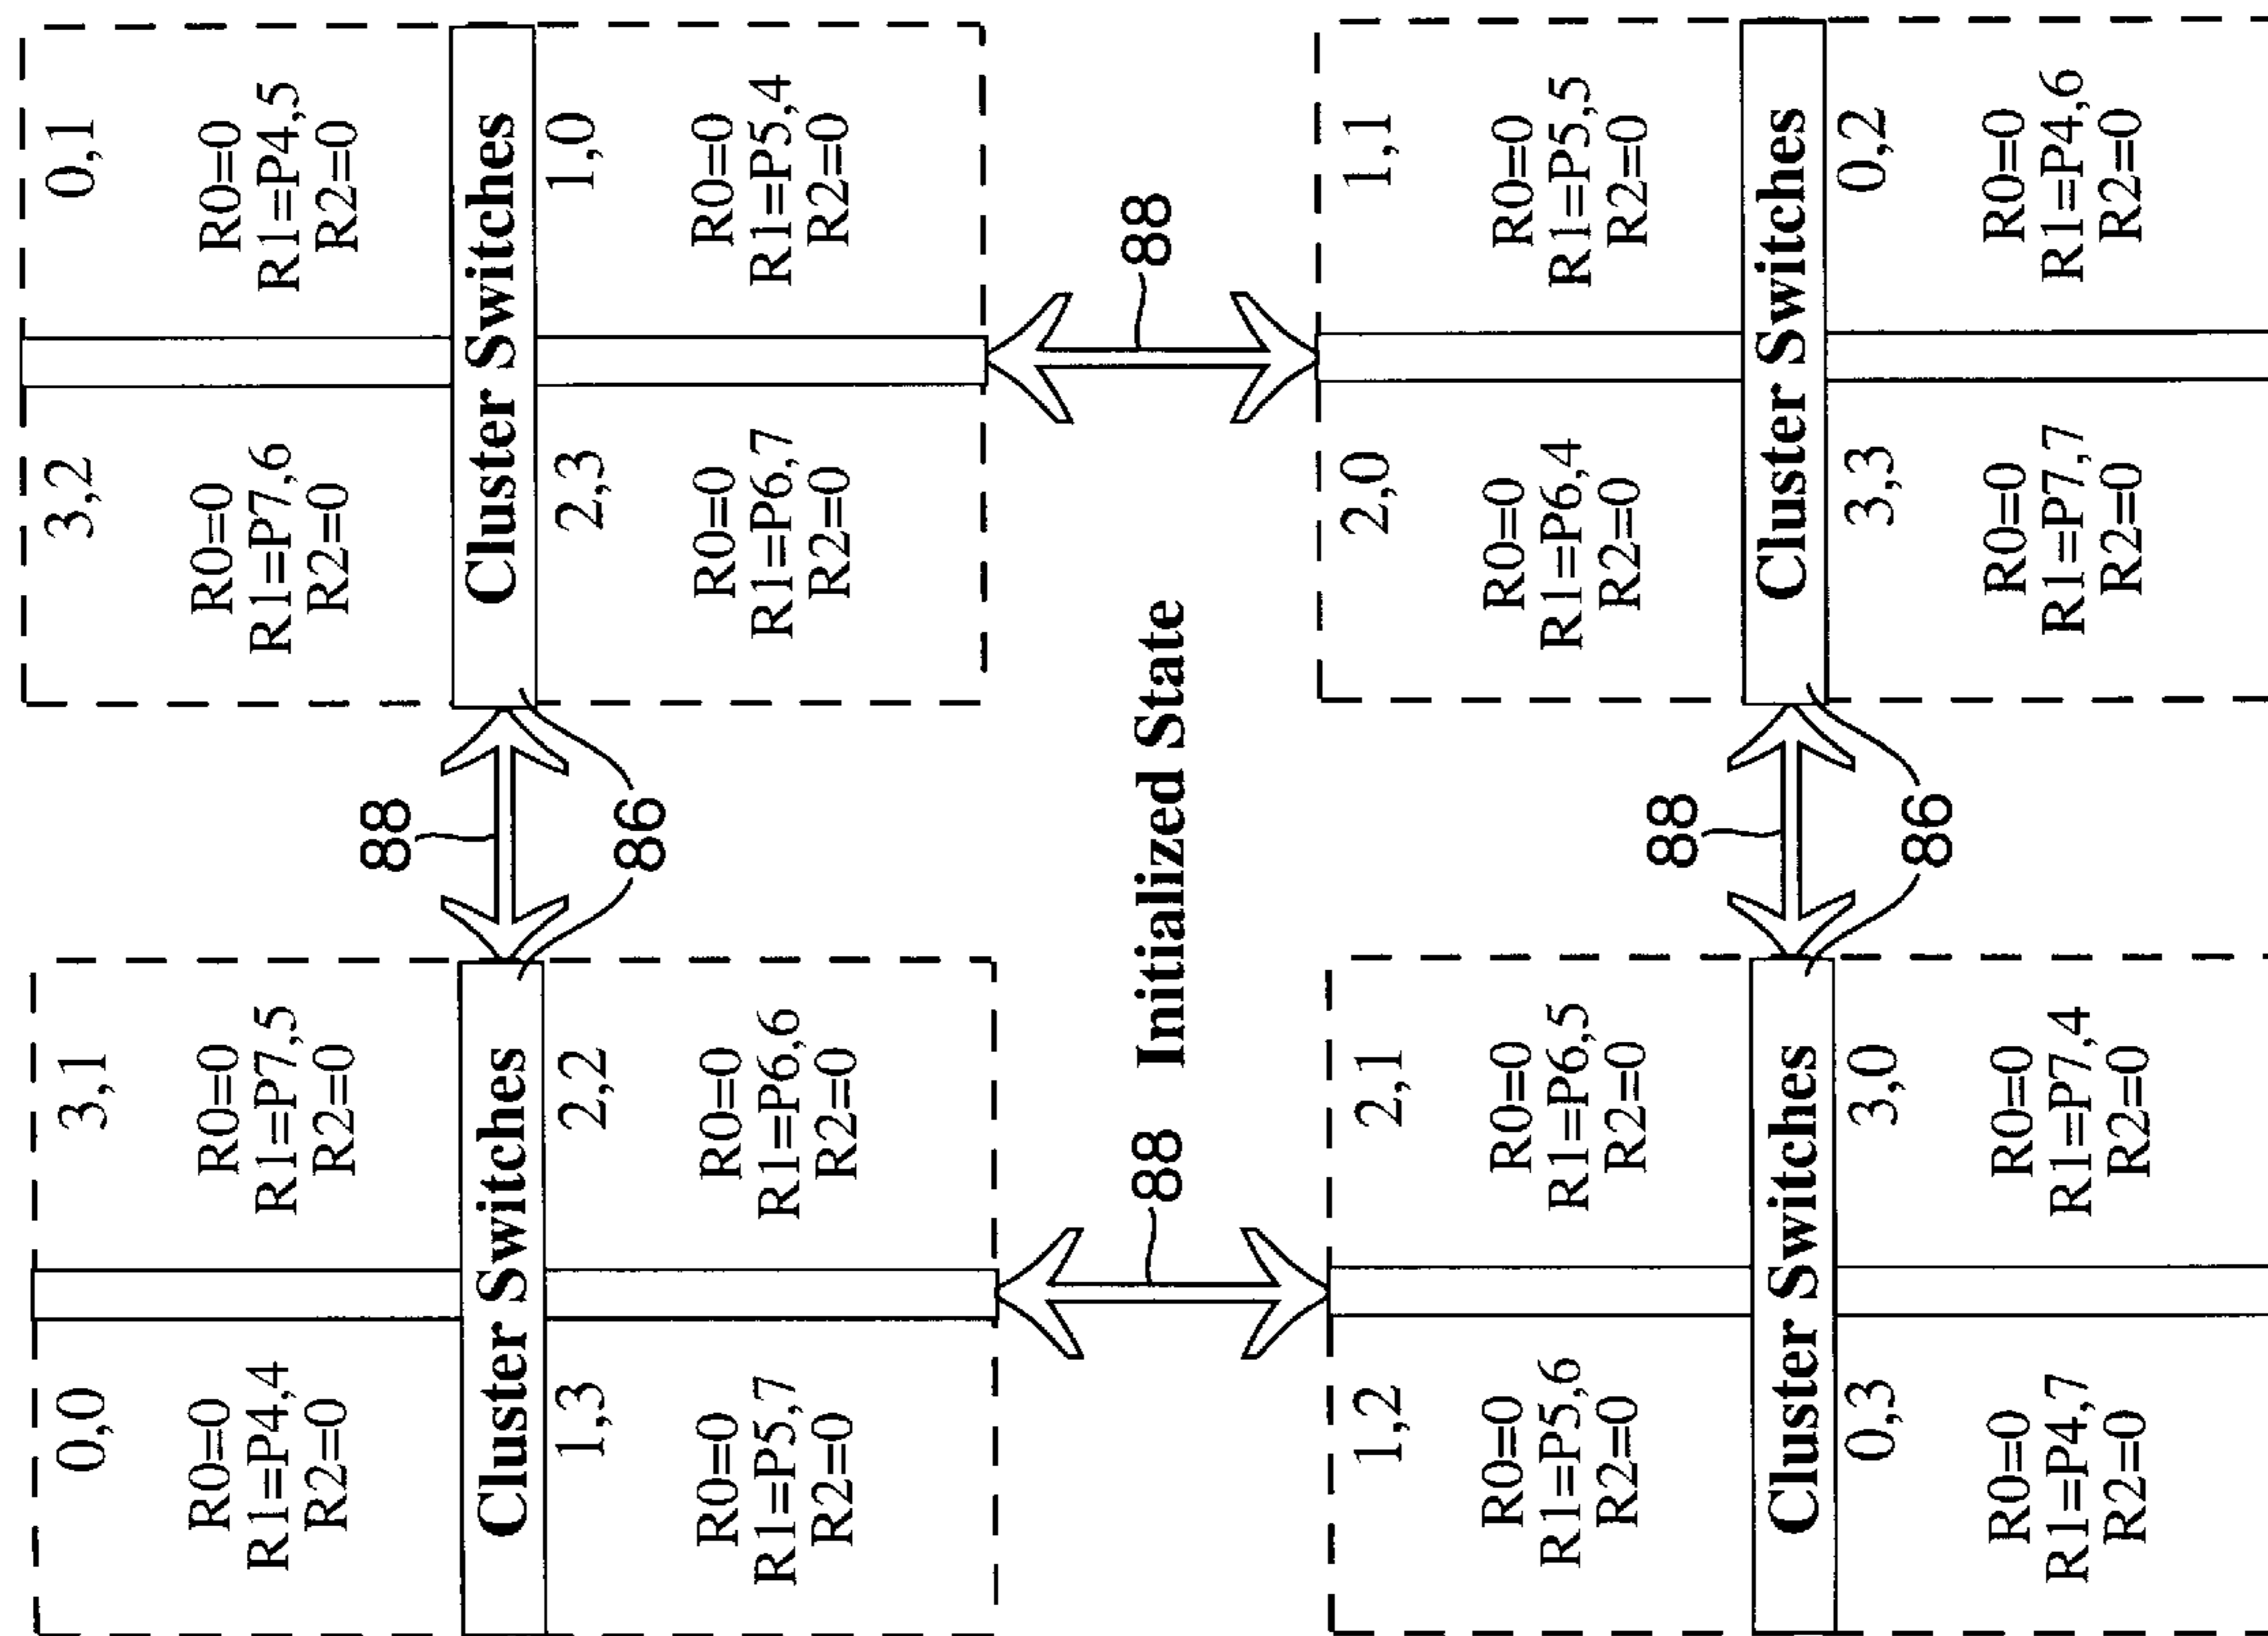 0,0
R0=0
R1=P4,4
R2=0
3,1
R0=0
R1=P7,5
R2=0
Cluster Switches
1,3
R0=0
R1=P5,7
R2=0
2,2
R0=0
R1=P6,6
R2=0
88
86
3,2
R0=0
R1=P7,6
R2=0
0,1
R0=0
R1=P4,5
R2=0
Cluster Switches
2,3
R0=0
R1=P6,7
R2=0
1,0
R0=0
R1=P5,4
R2=0
88
Initialized State
88
1,2
R0=0
R1=P5,6
R2=0
2,1
R0=0
R1=P6,5
R2=0
Cluster Switches
0,3
R0=0
R1=P4,7
R2=0
3,0
R0=0
R1=P7,4
R2=0
88
86
2,0
R0=0
R1=P6,4
R2=0
1,1
R0=0
R1=P5,5
R2=0
Cluster Switches
3,3
R0=0
R1=P7,7
R2=0
0,2
R0=0
R1=P4,6
R2=0